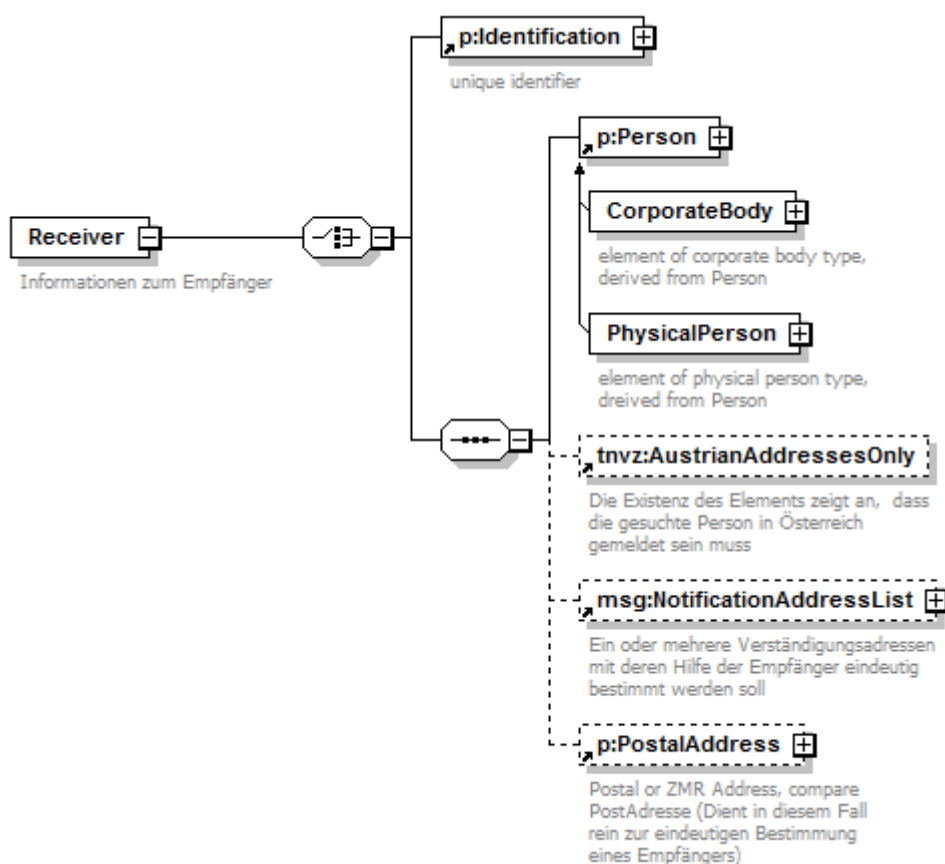 p:Identification
unique identifier
p:Person
CorporateBody
element of corporate body type,
derived from Person
Receiver
Informationen zum Empfänger
PhysicalPerson
element of physical person type,
dreived from Person
tnvz:AustrianAddressesOnly
Die Existenz des Elements zeigt an, dass
die gesuchte Person in Österreich
gemeldet sein muss
msg:NotificationAddressList
Ein oder mehrere Verständigungsadressen
mit deren Hilfe der Empfänger eindeutig
bestimmt werden soll
p:PostalAddress
Postal or ZMR Address, compare
PostAdresse (Dient in diesem Fall
rein zur eindeutigen Bestimmung
eines Empfängers)